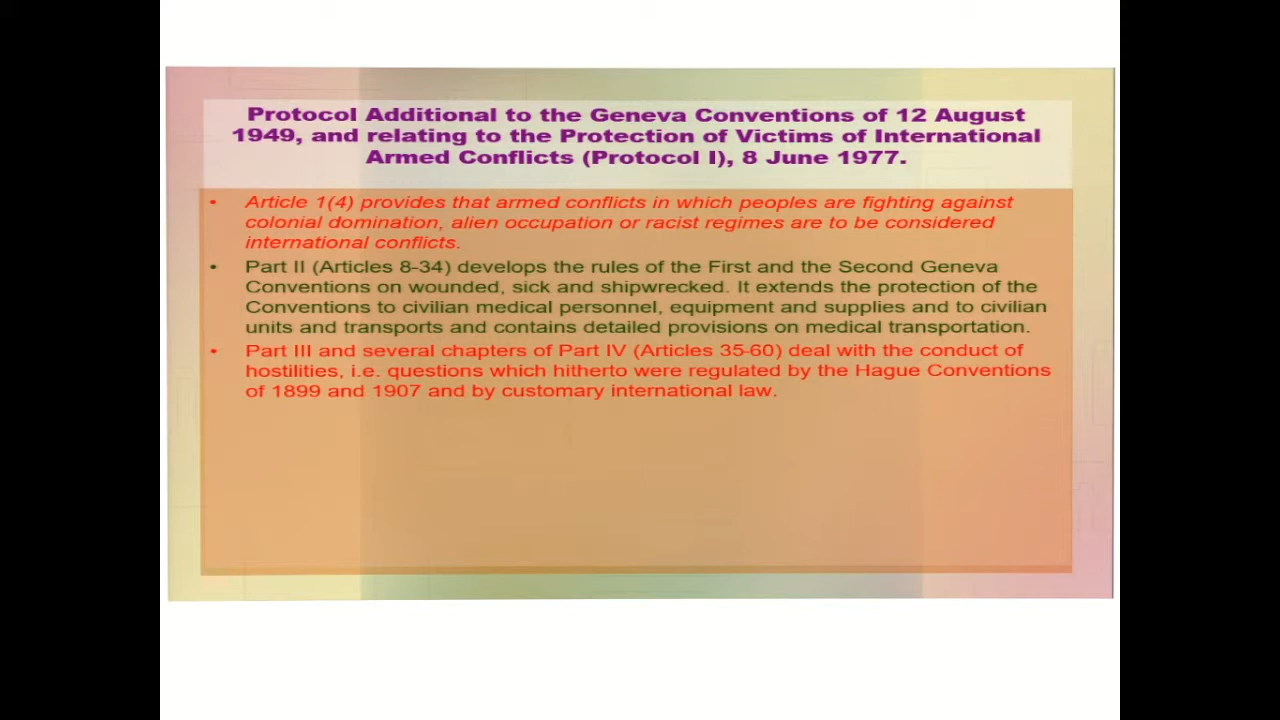 Protocol Additional to the Geneva Conventions of 12 August
1949, and relating to the Protection of Victims of International
Armed Conflicts (Protocol I), 8 June 1977.
• Article 1(4) provides that armed conflicts in which peoples are fighting against
colonial domination, alien occupation or racist regimes are to be considered
international conflicts.
• Part II (Articles 8-34) develops the rules of the First and the Second Geneva
Conventions on wounded, sick and shipwrecked. It extends the protection of the
Conventions to civilian medical personnel, equipment and supplies and to civilian
units and transports and contains detailed provisions on medical transportation.
• Part III and several chapters of Part IV (Articles 35-60) deal with the conduct of
hostilities, i.e. questions which hitherto were regulated by the Hague Conventions
of 1899 and 1907 and by customary international law.